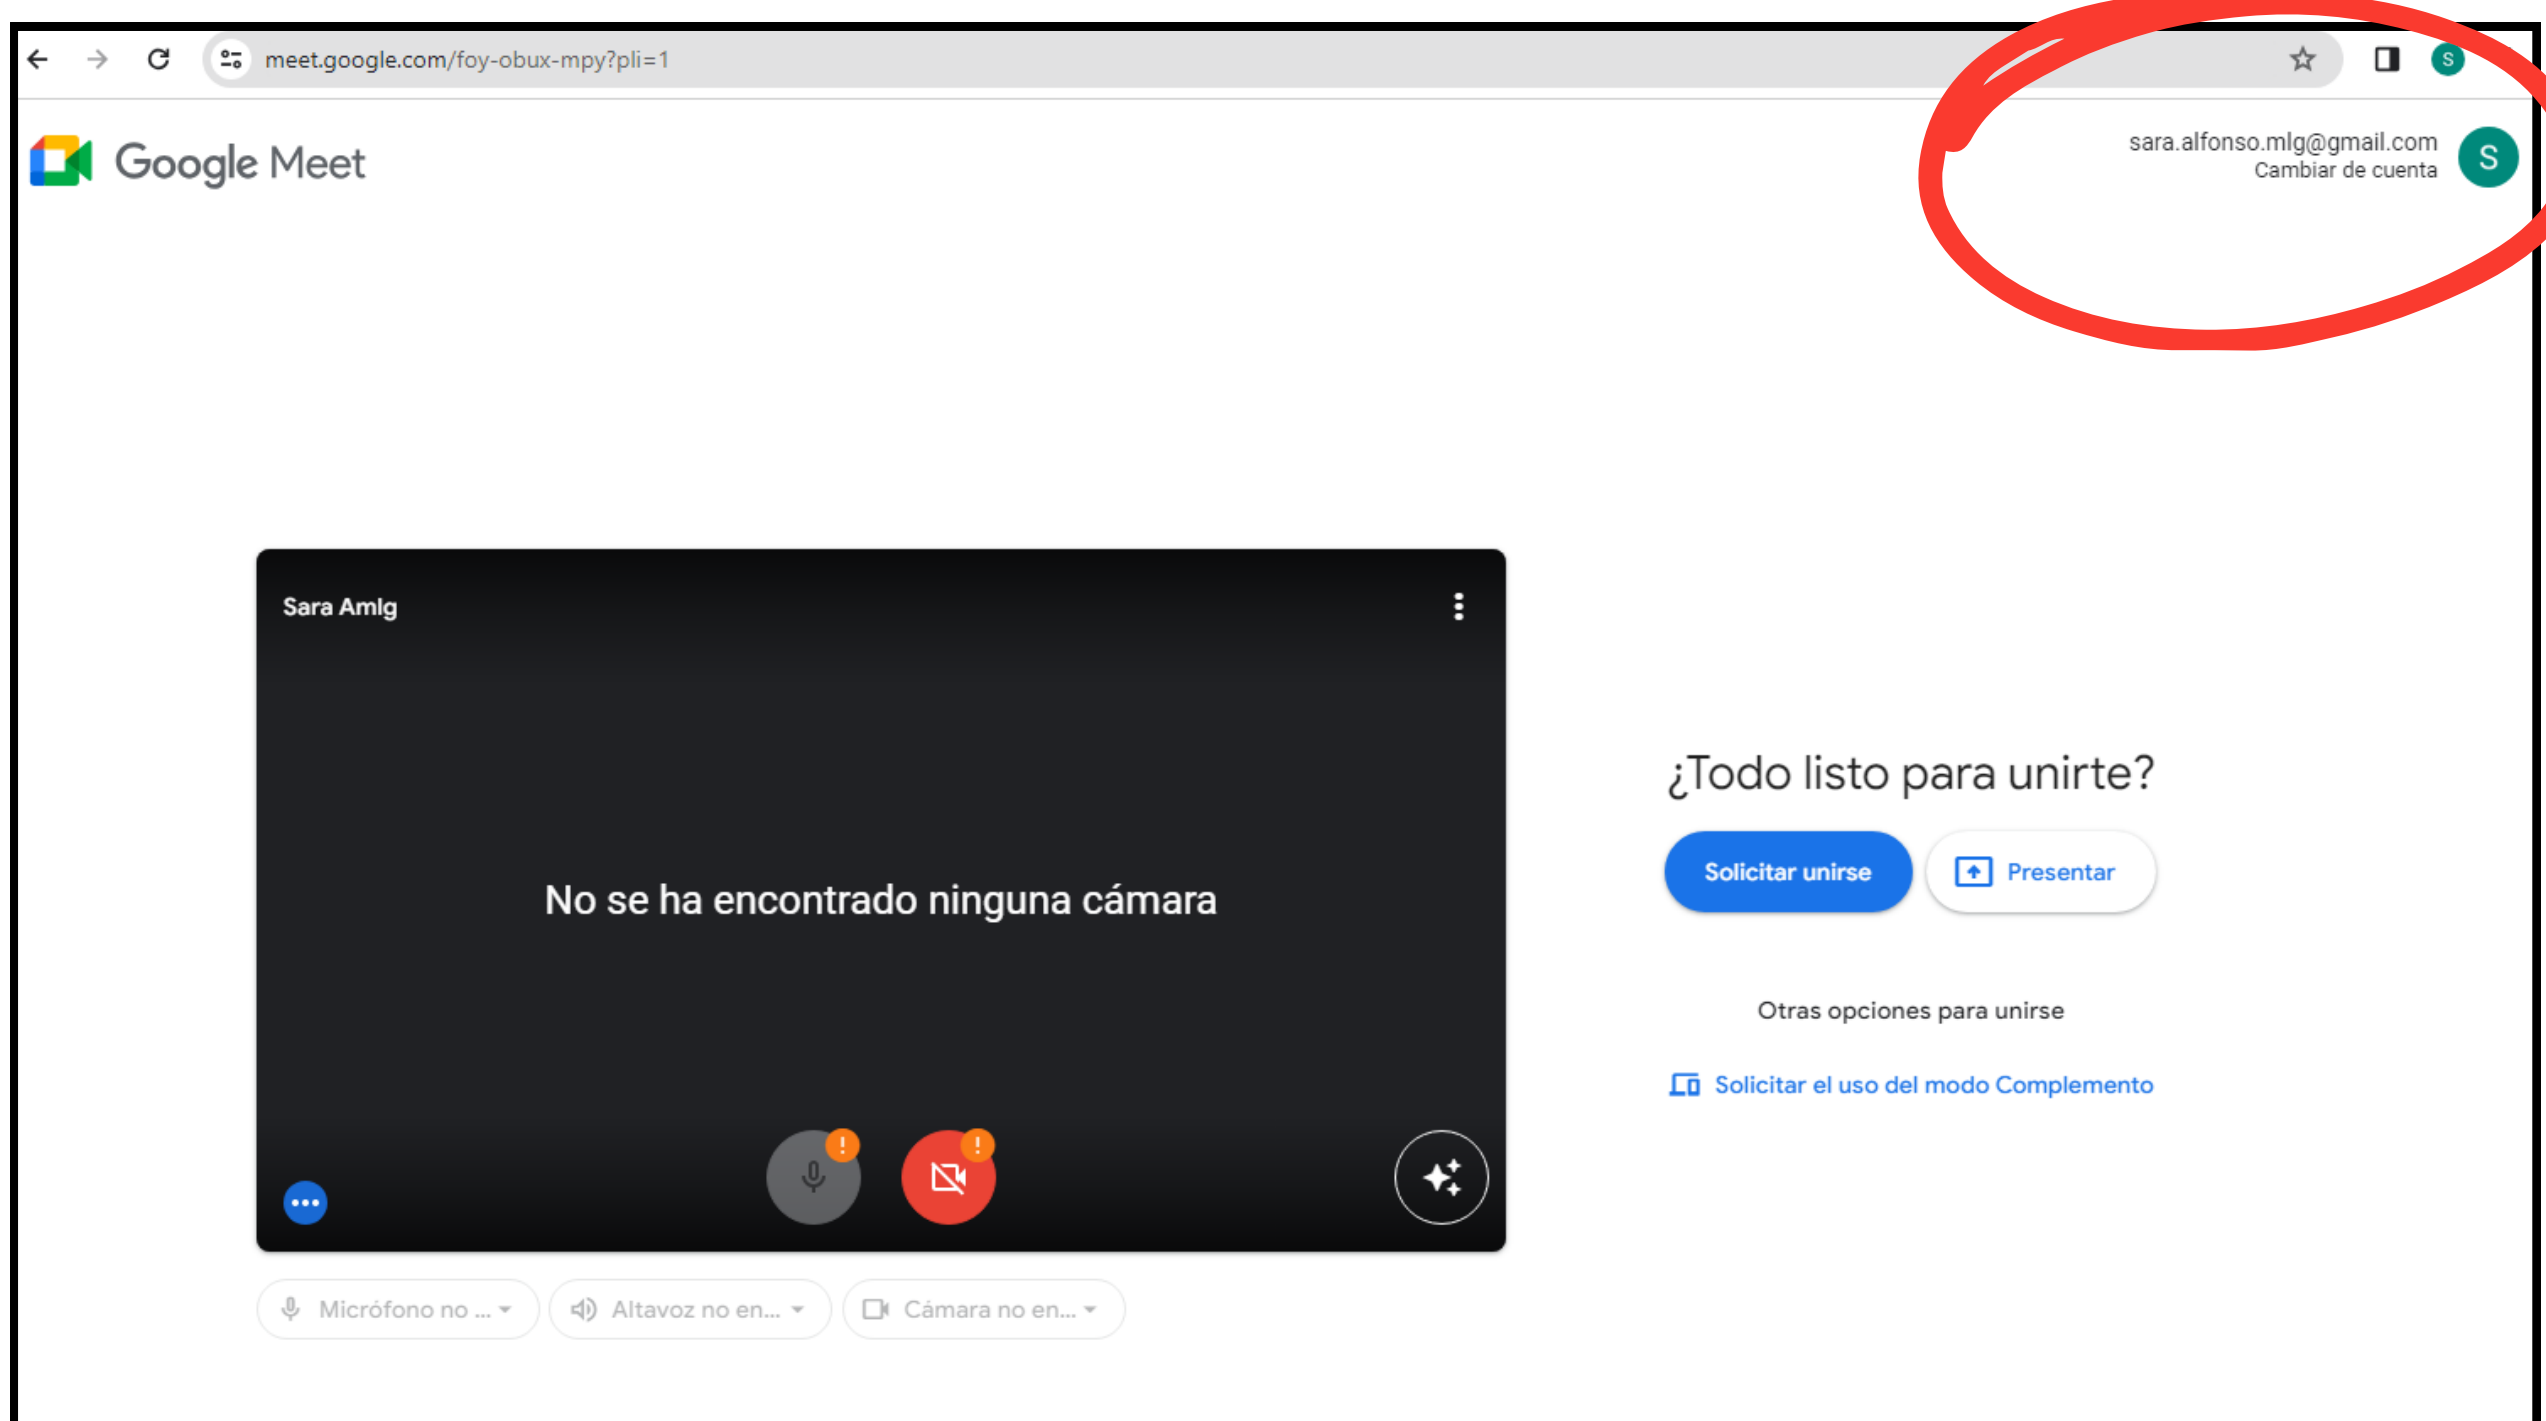 meet.google.com/foy-obux-mpy?pli=1
S
Google Meet
sara.alfonso.mlg@gmail.com
Cambiar de cuenta
S
Sara Amlg
No se ha encontrado ninguna cámara
¿Todo listo para unirte?
Solicitar unirse
Presentar
Otras opciones para unirse
Solicitar el uso del modo Complemento
Micrófono no ...
Altavoz no en...
Cámara no en...